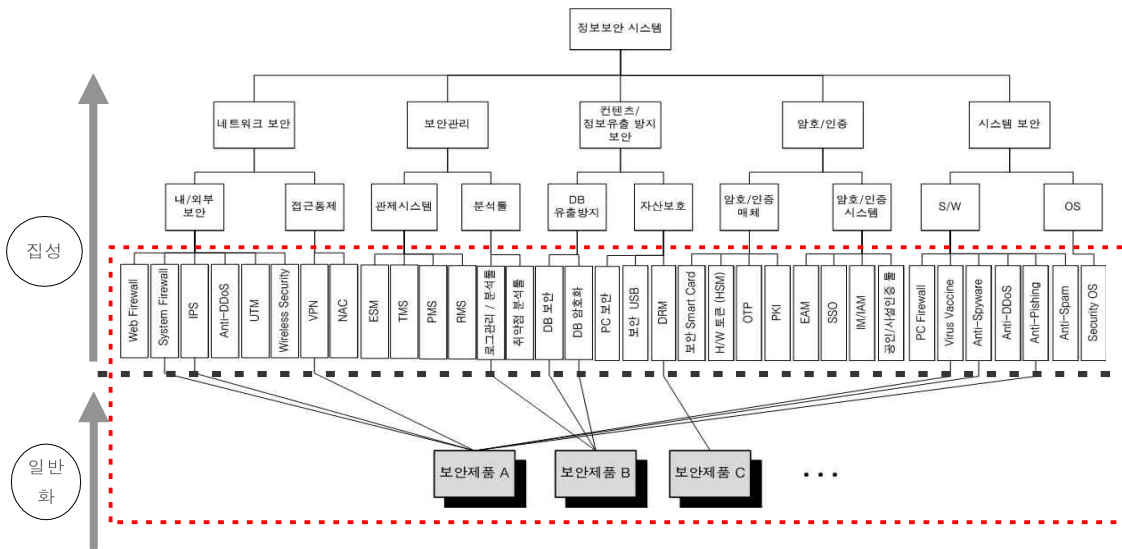 정보보안 시스템
네트워크 보안
보안관리
컨텐츠/
정보유출 방지
보안
암호/인증
시스템 보안
내/외부
보안
접근통제
관제시스템
분석툴
DB
유출방지
자산보호
암호/인증
매체
암호/인증
시스템
S/W
OS
집성
Web Firewall
System Firewall
IPS
Anti-DDoS
UTM
Wireless Security
VPN
NAC
ESM
TMS
PMS
RMS
로그관리 / 분석툴
취약점 분석툴
DB 보안
DB 암호화
PC 보안
보안 USB
DRM
보안 Smart Card
H/W 토큰 (HSM)
OTP
PKI
EAM
SSO
IM/IAM
공인/사설인증 툴
PC Firewall
Virus Vaccine
Anti-Spyware
Anti-DDoS
Anti-Pishing
Anti-Spam
Security OS
일반
화
보안제품 A
보안제품 B
보안제품 C
...